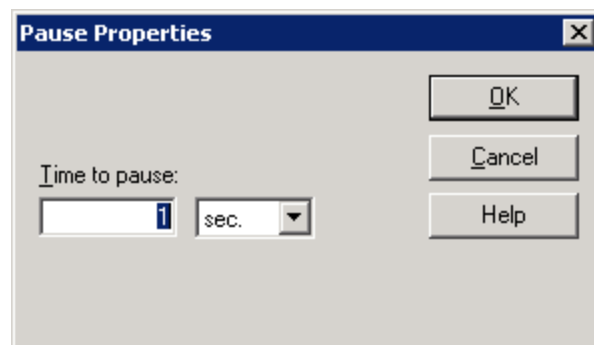 Pause Properties
OK
Cancel
Time to pause:
1 sec.
Help